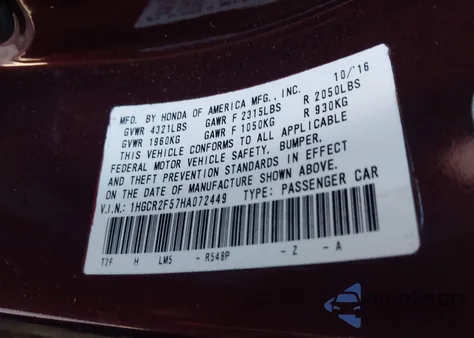 MFD. BY HONDA OF AMERICA MFG., INC. 10/'16
GVWR 4321LBS GAWR F 2315LBS R 2050LBS
GVWR 1960KG GAWR F 1050KG R 930KG
THIS VEHICLE CONFORMS TO ALL APPLICABLE
FEDERAL MOTOR VEHICLE SAFETY, BUMPER,
AND THEFT PREVENTION STANDARDS IN EFFECT
ON THE DATE OF MANUFACTURE SHOWN ABOVE.
V.I.N.: 1HGCR2F57HA072449 TYPE: PASSENGER CAR
T2F H LM5 - R548P - Z - A